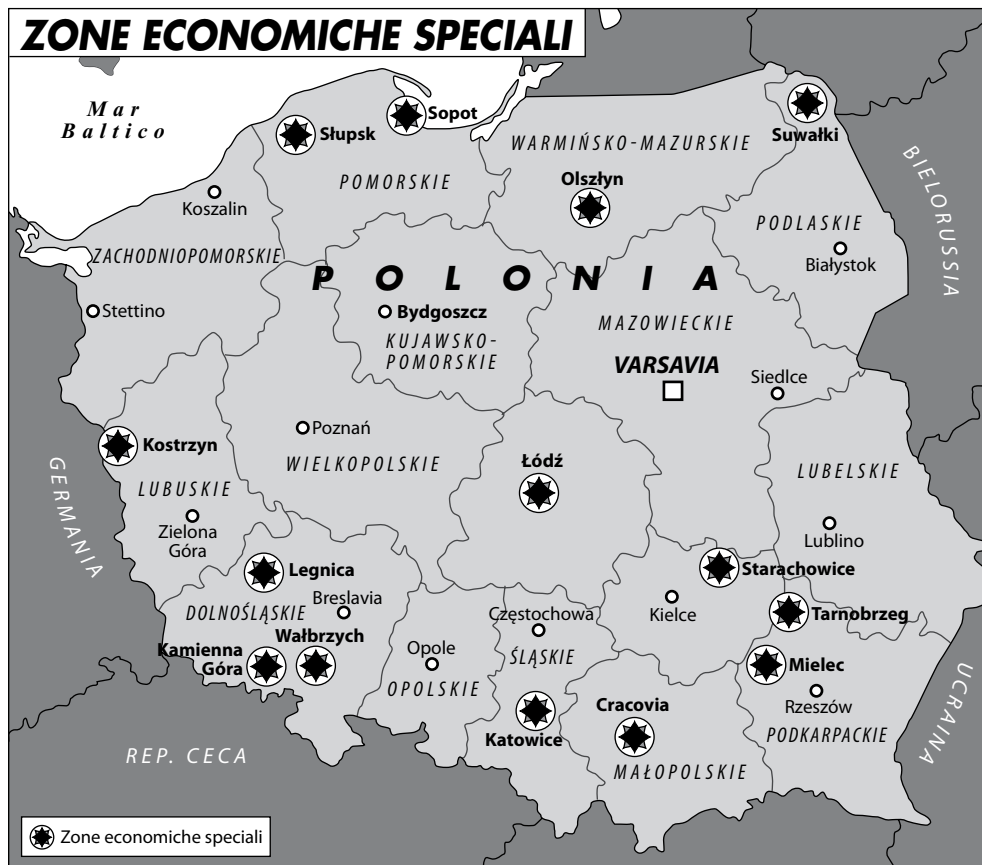 ZONE ECONOMICHE SPECIALI
Mar
Baltico
Sopot
Słupsk
Suwałki
WARMIŃSKO-MAZURSKIE
POMORSKIE
Olszłyn
Koszalin
PODLASKIE
BIELORUSSIA
ZACHODNIOPOMORSKIE
Białystok
POLONIA
Stettino
Bydgoszcz
MAZOWIECKIE
KUJAWSKO-
POMORSKIE
VARSAVIA
Siedlce
Poznań
Kostrzyn
WIELKOPOLSKIE
Łódź
LUBELSKIE
GERMANIA
LUBUSKIE
Zielona
Góra
Lublino
Legnica
Starachowice
Breslavia
DOLNOŚLĄSKIE
Częstochowa
Kielce
Tarnobrzeg
Wałbrzych
Kamienna
Góra
Opole
ŚLĄSKIE
Mielec
OPOLSKIE
Rzeszów
UCRAINA
Cracovia
Katowice
PODKARPACKIE
REP. CECA
MAŁOPOLSKIE
Zone economiche speciali